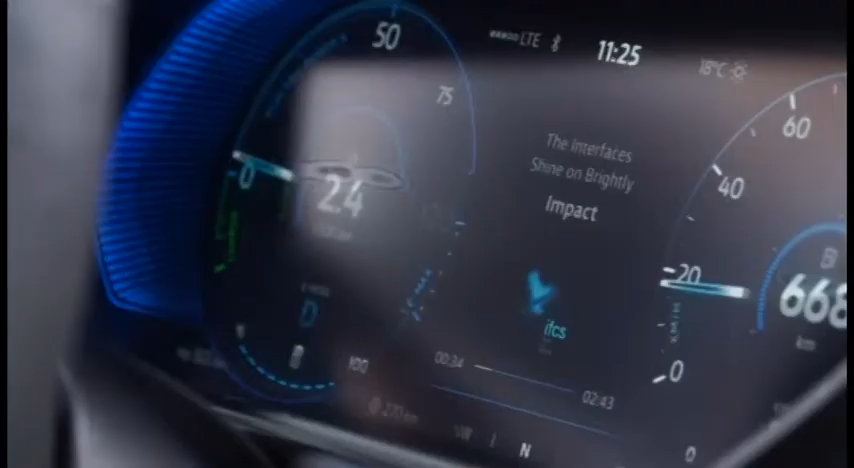 50
LTE
11:25
18°C
75
60
The Interfaces
Shine on Brightly
Impact
40
0
24
20
668
km
KM/H
D
ifcs
0
00:34
100
02:43
N
0